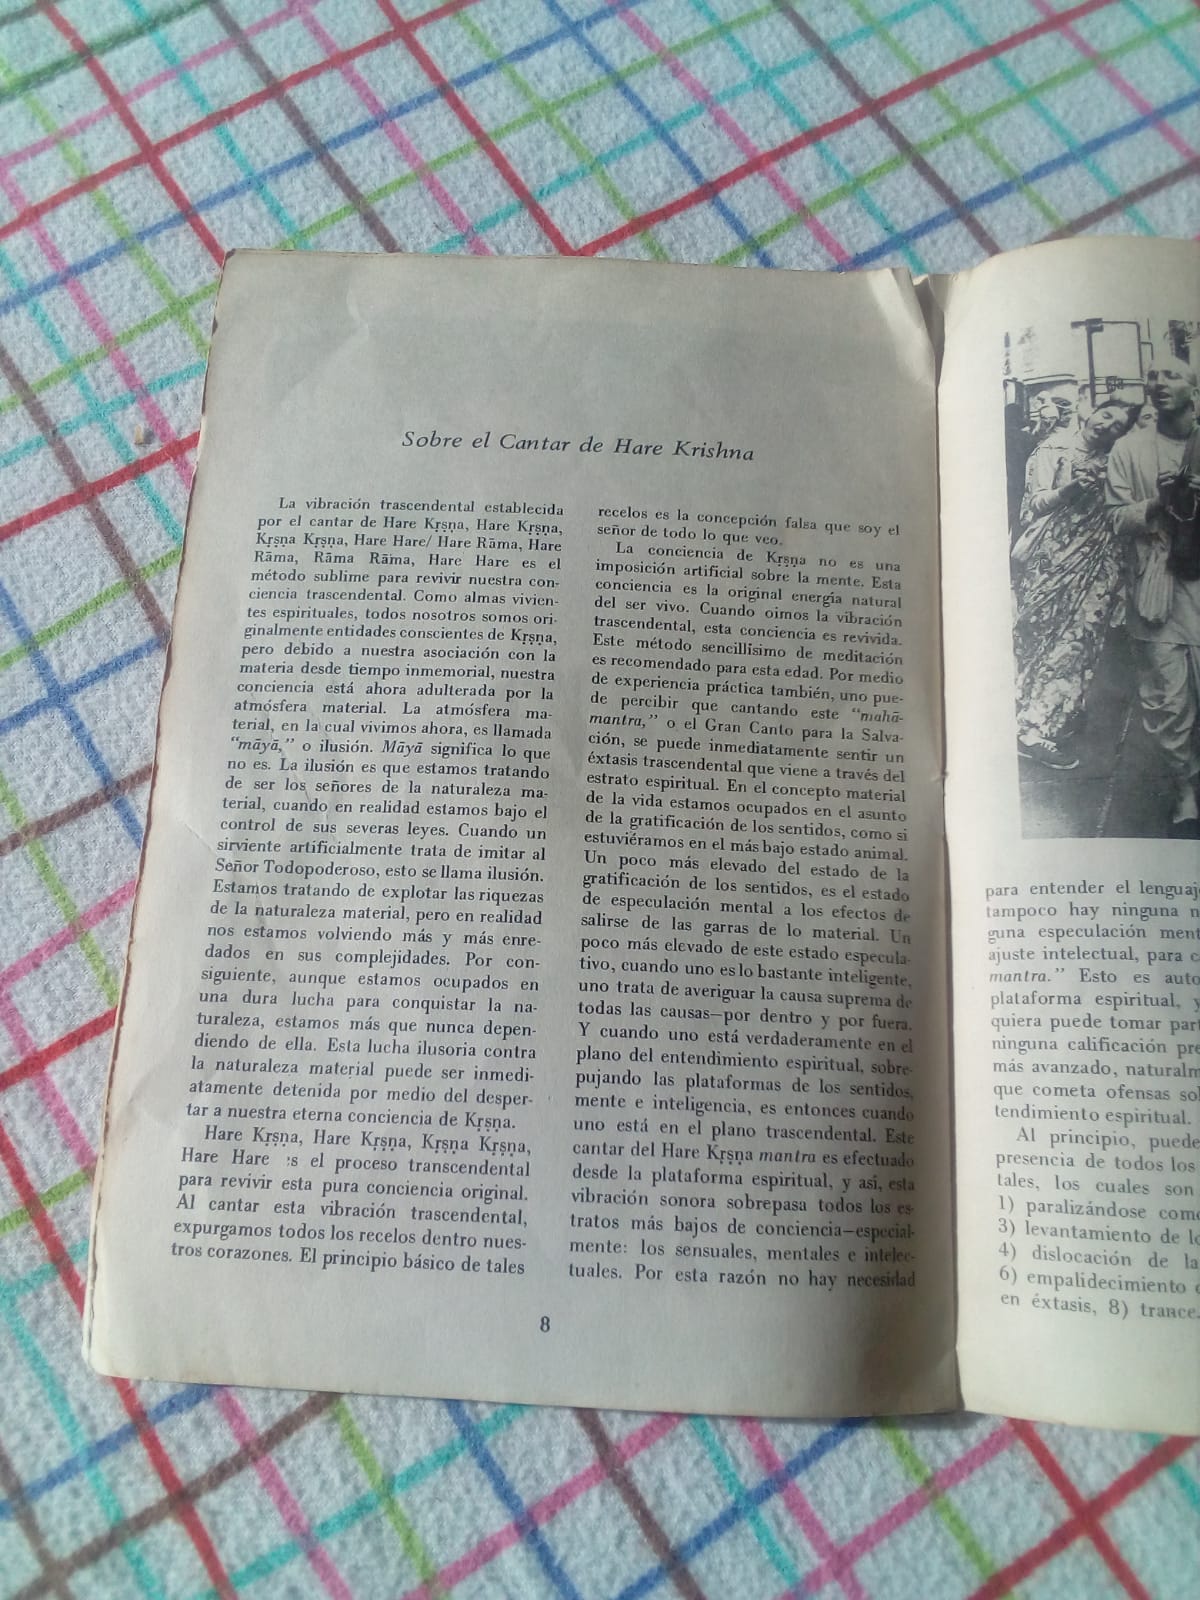 Sobre el Cantar de Hare Krishna
La vibración trascendental establecida
por el cantar de Hare Kṛṣṇa, Hare Kṛṣṇa,
Kṛṣṇa Kṛṣṇa, Hare Hare/ Hare Rāma, Hare
Rāma, Rāma Rāma, Hare Hare es el
método sublime para revivir nuestra con-
ciencia trascendental. Como almas vivien-
tes espirituales, todos nosotros somos ori-
ginalmente entidades conscientes de Kṛṣṇa,
pero debido a nuestra asociación con la
materia desde tiempo inmemorial, nuestra
conciencia está ahora adulterada por la
atmósfera material. La atmósfera ma-
terial, en la cual vivimos ahora, es llamada
“māyā,” o ilusión. Māyā significa lo que
no es. La ilusión es que estamos tratando
de ser los señores de la naturaleza ma-
terial, cuando en realidad estamos bajo el
control de sus severas leyes. Cuando un
sirviente artificialmente trata de imitar al
Señor Todopoderoso, esto se llama ilusión.
Estamos tratando de explotar las riquezas
de la naturaleza material, pero en realidad
nos estamos volviendo más y más enre-
dados en sus complejidades. Por con-
siguiente, aunque estamos ocupados en
una dura lucha para conquistar la na-
turaleza, estamos más que nunca depen-
diendo de ella. Esta lucha ilusoria contra
la naturaleza material puede ser inmedi-
atamente detenida por medio del desper-
tar a nuestra eterna conciencia de Kṛṣṇa.
Hare Kṛṣṇa, Hare Kṛṣṇa, Kṛṣṇa Kṛṣṇa,
Hare Hare es el proceso transcendental
para revivir esta pura conciencia original.
Al cantar esta vibración trascendental,
expurgamos todos los recelos dentro nues-
tros corazones. El principio básico de tales
recelos es la concepción falsa que soy el
señor de todo lo que veo.
La conciencia de Kṛṣṇa no es una
imposición artificial sobre la mente. Esta
conciencia es la original energía natural
del ser vivo. Cuando oimos la vibración
trascendental, esta conciencia es revivida.
Este método sencillísimo de meditación
es recomendado para esta edad. Por medio
de experiencia práctica también, uno pue-
de percibir que cantando este “mahā-
mantra,” o el Gran Canto para la Salva-
ción, se puede inmediatamente sentir un
éxtasis trascendental que viene a través del
estrato espiritual. En el concepto material
de la vida estamos ocupados en el asunto
de la gratificación de los sentidos, como si
estuviéramos en el más bajo estado animal.
Un poco más elevado del estado de la
gratificación de los sentidos, es el estado
de especulación mental a los efectos de
salirse de las garras de lo material. Un
poco más elevado de este estado especula-
tivo, cuando uno es lo bastante inteligente,
uno trata de averiguar la causa suprema de
todas las causas—por dentro y por fuera.
Y cuando uno está verdaderamente en el
plano del entendimiento espiritual, sobre-
pujando las plataformas de los sentidos,
mente e inteligencia, es entonces cuando
uno está en el plano trascendental. Este
cantar del Hare Kṛṣṇa mantra es efectuado
desde la plataforma espiritual, y así, esta
vibración sonora sobrepasa todos los es-
tratos más bajos de conciencia—especial-
mente: los sensuales, mentales e intelec-
tuales. Por esta razón no hay necesidad
8
para entender el
tampoco hay ninguna
guna especulación
ajuste intelectual, para
mantra.” Esto es
plataforma espiritual,
quiera puede tomar
ninguna calificación
más avanzado,
que cometa ofensas
tendimiento espiritual.
Al principio, puede
presencia de todos los
tales, los cuales son
1) paralizándose
3) levantamiento de
4) dislocación de la
6) empalidecimiento
en éxtasis, 8) trance.